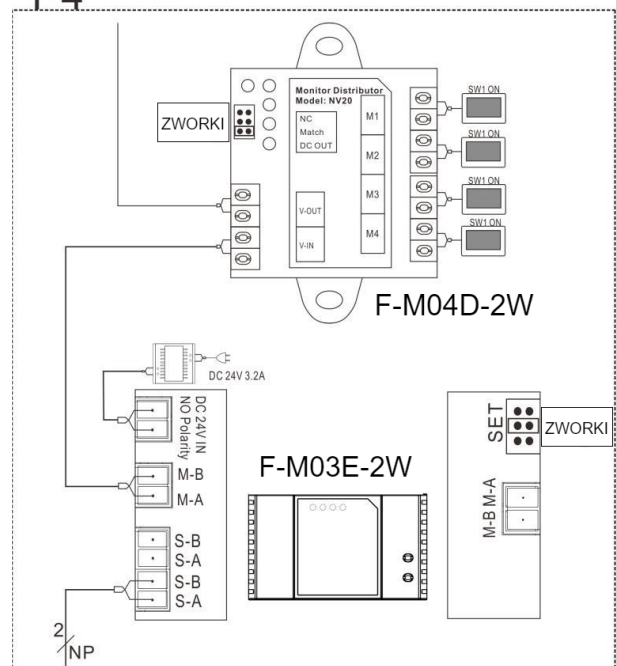 Monitor Distributor
Model: NV20
ZWORKI
NC
Match
DC OUT
M1
M2
M3
M4
V-OUT
V-IN
SW1 ON
SW1 ON
SW1 ON
SW1 ON
F-M04D-2W
DC 24V 3.2A
DC 24V IN
NO Polarity
M-B
M-A
S-B
S-A
S-B
S-A
F-M03E-2W
SET
ZWORKI
M-B M-A
2
NP